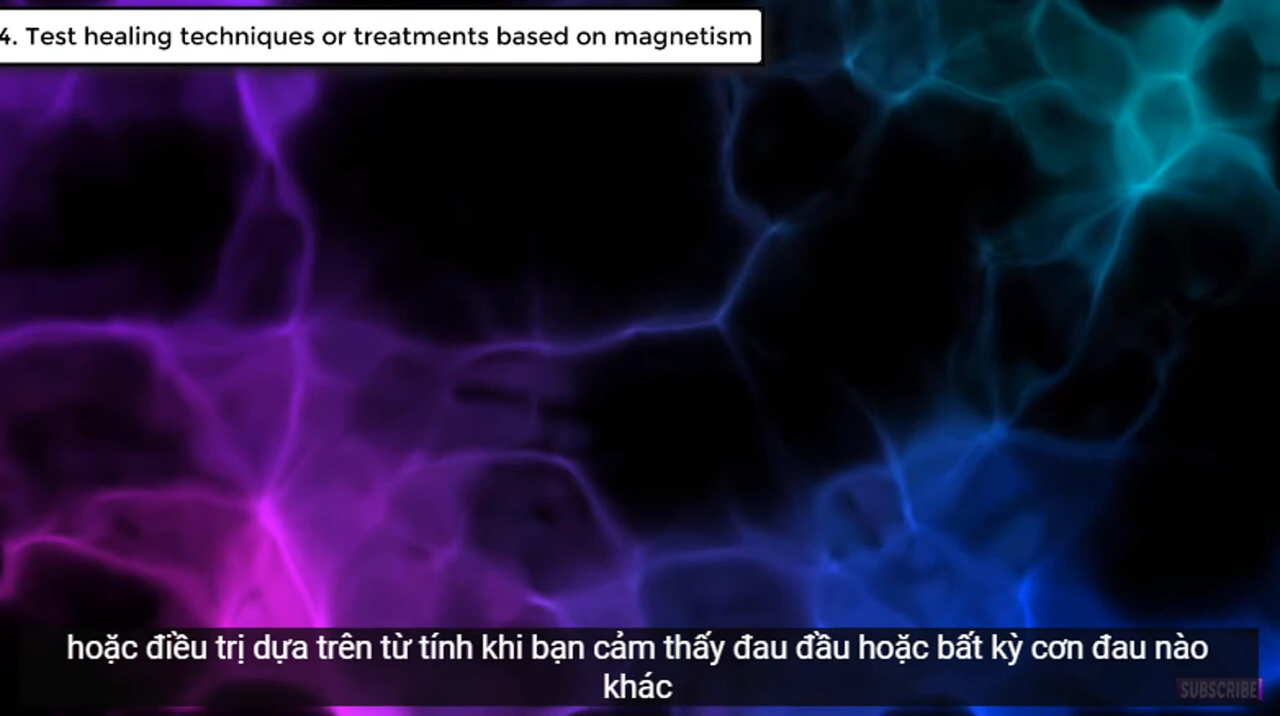 4. Test healing techniques or treatments based on magnetism
hoặc điều trị dựa trên từ tính khi bạn cảm thấy đau đầu hoặc bất kỳ cơn đau nào
khác
SUBSCRIBE